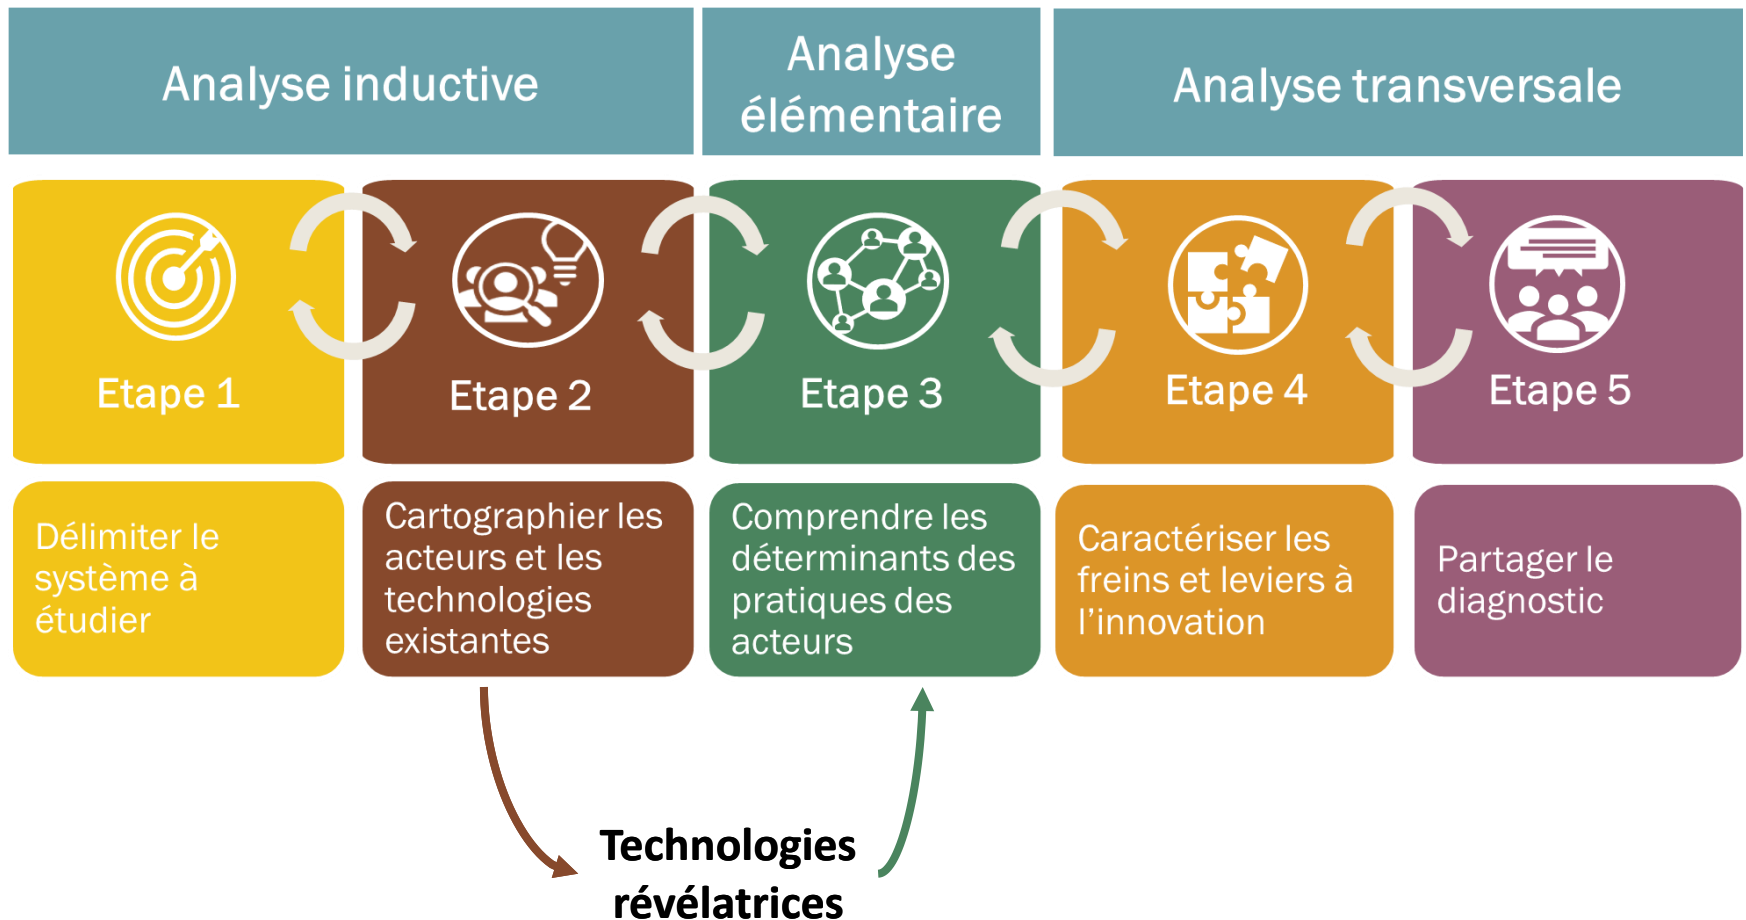 Analyse inductive
Analyse
élémentaire
Analyse transversale
Etape 1
Etape 2
Etape 3
Etape 4
Etape 5
Délimiter le
système à
étudier
Cartographier les
acteurs et les
technologies
existantes
Comprendre les
déterminants des
pratiques des
acteurs
Caractériser les
freins et leviers à
l'innovation
Partager le
diagnostic
Technologies
révélatrices